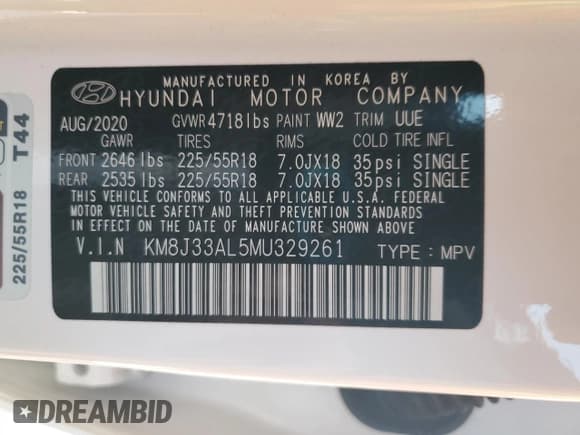 MANUFACTURED IN KOREA BY
HYUNDAI MOTOR COMPANY
AUG/2020 GVWR 4718lbs PAINT WW2 TRIM UUE
GAWR TIRES RIMS COLD TIRE INFL
FRONT 2646 lbs 225/55R18 7.0JX18 35psi SINGLE
REAR 2535 lbs 225/55R18 7.0JX18 35psi SINGLE
THIS VEHICLE CONFORMS TO ALL APPLICABLE U.S.A. FEDERAL
MOTOR VEHICLE SAFETY, BUMPER, AND THEFT PREVENTION STANDARDS
IN EFFECT ON THE DATE OF MANUFACTURE SHOWN ABOVE.
V.I.N KM8J33AL5MU329261 TYPE : MPV
225/55R18 T44
DREAMBID